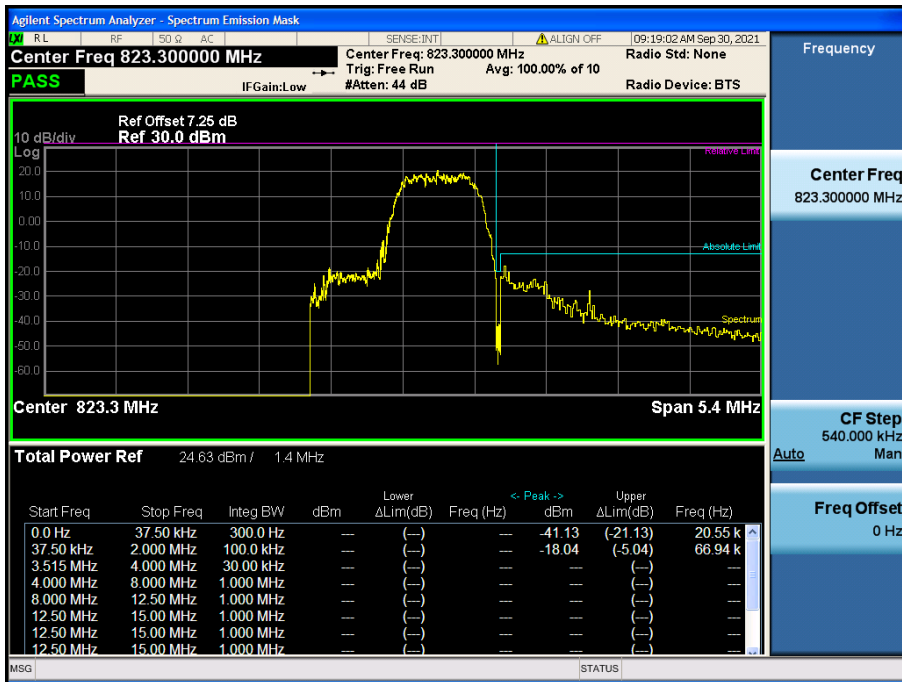 Agilent Spectrum Analyzer - Spectrum Emission Mask
LXI RL RF 50 Ω AC SENSE:INT ALIGN OFF 09:19:02 AM Sep 30, 2021
Center Freq 823.300000 MHz
Center Freq: 823.300000 MHz
Radio Std: None
Trig: Free Run Avg: 100.00% of 10
PASS
IFGain:Low
#Atten: 44 dB
Radio Device: BTS
Ref Offset 7.25 dB
10 dB/div Ref 30.0 dBm
Log
Relative Limit
20.0
10.0
0.00
-10.0
Absolute Limit
-20.0
-30.0
-40.0
Spectrum
-50.0
-60.0
Center 823.3 MHz Span 5.4 MHz
Total Power Ref 24.63 dBm / 1.4 MHz
Lower <- Peak -> Upper
Start Freq Stop Freq Integ BW dBm ΔLim(dB) Freq (Hz) dBm ΔLim(dB) Freq (Hz)
0.0 Hz 37.50 kHz 300.0 Hz --- (---) --- -41.13 (-21.13) 20.55 k
37.50 kHz 2.000 MHz 100.0 kHz --- (---) --- -18.04 (-5.04) 66.94 k
3.515 MHz 4.000 MHz 30.00 kHz --- (---) --- --- (---) ---
4.000 MHz 8.000 MHz 1.000 MHz --- (---) --- --- (---) ---
8.000 MHz 12.50 MHz 1.000 MHz --- (---) --- --- (---) ---
12.50 MHz 15.00 MHz 1.000 MHz --- (---) --- --- (---) ---
12.50 MHz 15.00 MHz 1.000 MHz --- (---) --- --- (---) ---
12.50 MHz 15.00 MHz 1.000 MHz --- (---) --- --- (---) ---
MSG STATUS
Frequency
Center Freq
823.300000 MHz
CF Step
540.000 kHz
Auto Man
Freq Offset
0 Hz